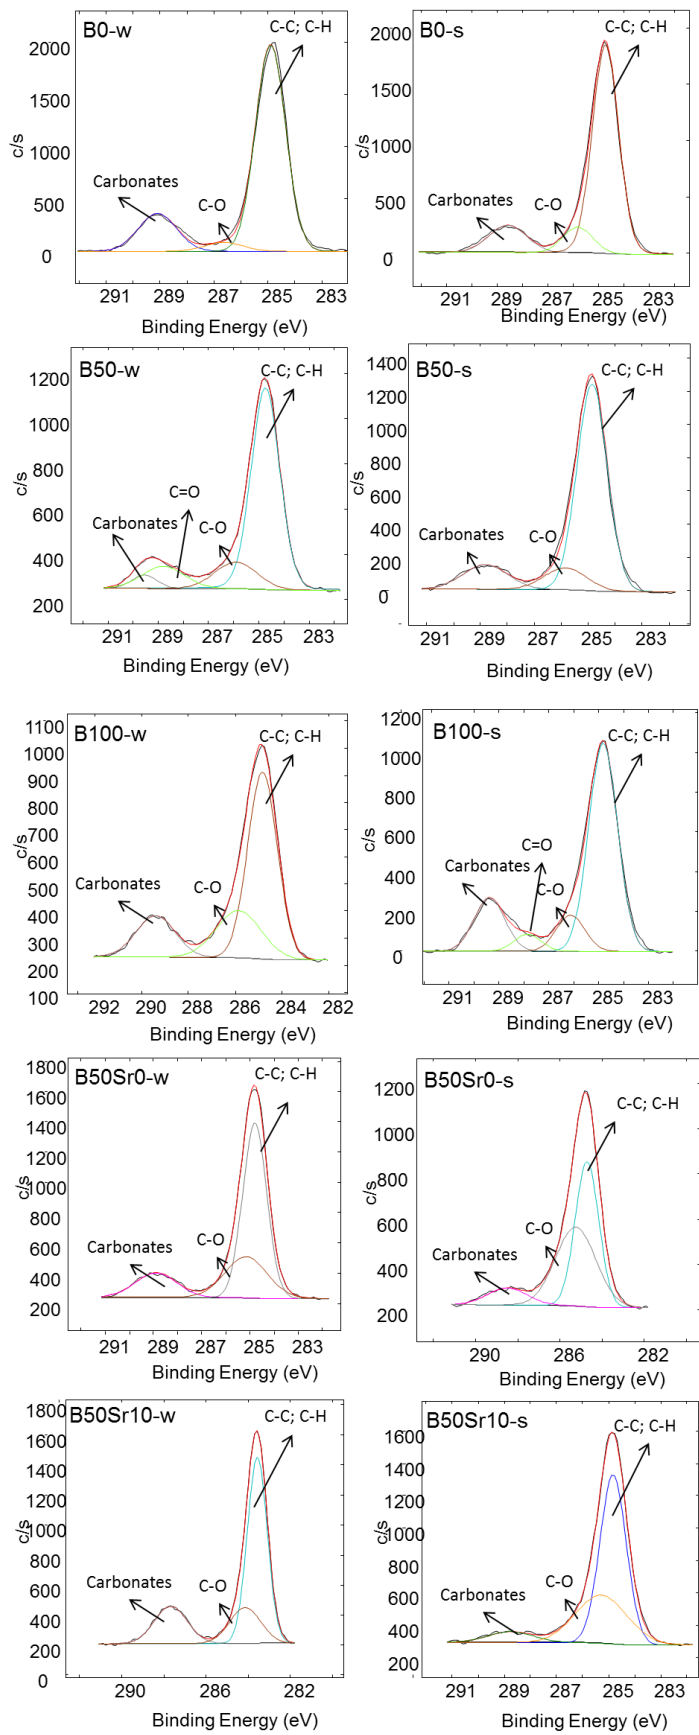 B0-w
C-C; C-H
2000
1500
c/s
1000
Carbonates
C-O
500
0
291 289 287 285 283
Binding Energy (eV)
B0-s
C-C; C-H
2000
1500
c/s
1000
Carbonates
C-O
500
0
291 289 287 285 283
Binding Energy (eV)
B50-w
C-C; C-H
1200
1000
c/s
800
C=O
600
Carbonates
C-O
400
200
291 289 287 285 283
Binding Energy (eV)
B50-s
1400
C-C; C-H
1200
1000
c/s
800
600
Carbonates
C-O
400
200
0
291 289 287 285 283
Binding Energy (eV)
B100-w
1100
C-C; C-H
1000
900
800
c/s
700
600
500
Carbonates
C-O
400
300
200
100
292 290 288 286 284 282
Binding Energy (eV)
B100-s
1200
C-C; C-H
1000
800
c/s
600
C=O
400
Carbonates
C-O
200
0
291 289 287 285 283
Binding Energy (eV)
B50Sr0-w
1800
C-C; C-H
1600
1400
1200
1000
c/s
800
600
Carbonates
C-O
400
200
291 289 287 285 283
Binding Energy (eV)
B50Sr0-s
1200
C-C; C-H
1000
800
c/s
600
C-O
Carbonates
400
200
290 286 282
Binding Energy (eV)
B50Sr10-w
1800
C-C; C-H
1600
1400
1200
c/s
1000
800
600
Carbonates
C-O
400
200
0
290 286 282
Binding Energy (eV)
B50Sr10-s
C-C; C-H
1600
1400
1200
c/s
1000
800
C-O
600
Carbonates
400
200
291 289 287 285 283
Binding Energy (eV)